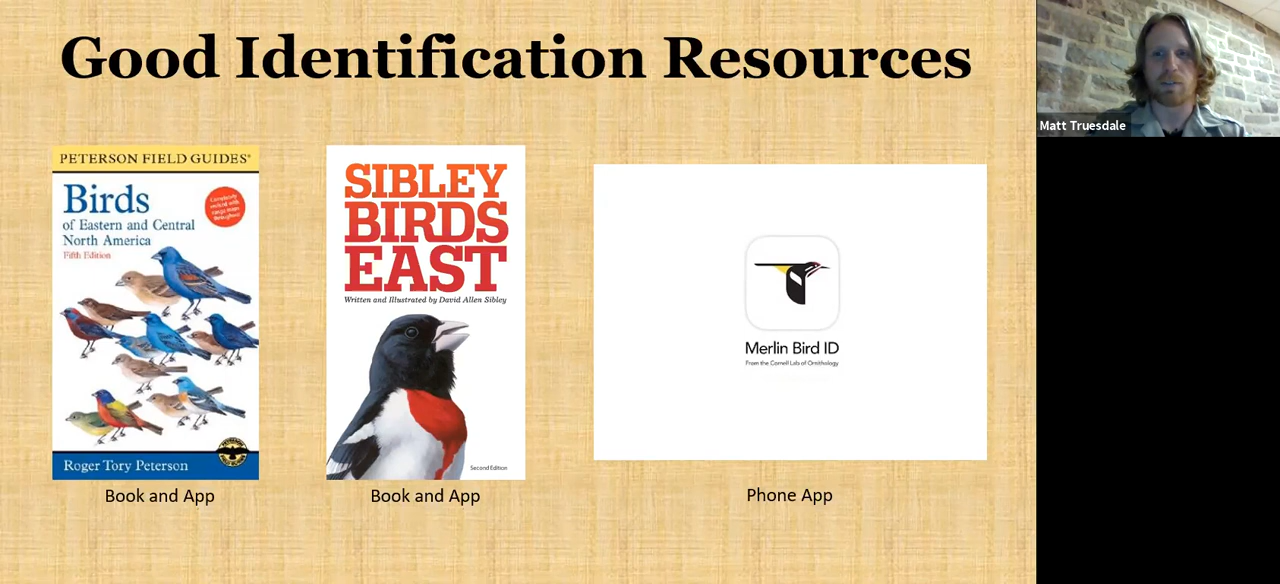 Good Identification Resources
Matt Truesdale
PETERSON FIELD GUIDES®
Birds
of Eastern and Central
North America
Fifth Edition
Roger Tory Peterson
Book and App
SIBLEY
BIRDS
EAST
Written and Illustrated by David Allen Sibley
Second Edition
Book and App
Merlin Bird ID
From the Cornell Lab of Ornithology
Phone App